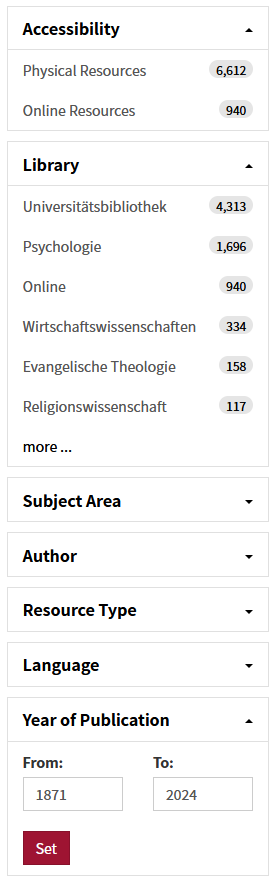 Accessibility
Physical Resources 6,612
Online Resources 940
Library
Universitätsbibliothek 4,313
Psychologie 1,696
Online 940
Wirtschaftswissenschaften 334
Evangelische Theologie 158
Religionswissenschaft 117
more ...
Subject Area
Author
Resource Type
Language
Year of Publication
From: To:
1871 2024
Set